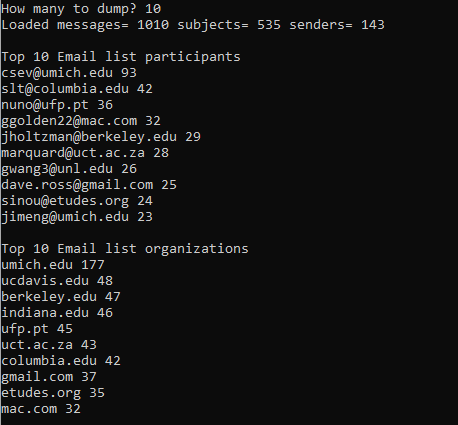 How many to dump? 10
Loaded messages= 1010 subjects= 535 senders= 143
Top 10 Email list participants
csev@umich.edu 93
slt@columbia.edu 42
nuno@ufp.pt 36
ggolden22@mac.com 32
jholtzman@berkeley.edu 29
marquard@uct.ac.za 28
gwang3@unl.edu 26
dave.ross@gmail.com 25
sinou@etudes.org 24
jimeng@umich.edu 23
Top 10 Email list organizations
umich.edu 177
ucdavis.edu 48
berkeley.edu 47
indiana.edu 46
ufp.pt 45
uct.ac.za 43
columbia.edu 42
gmail.com 37
etudes.org 35
mac.com 32